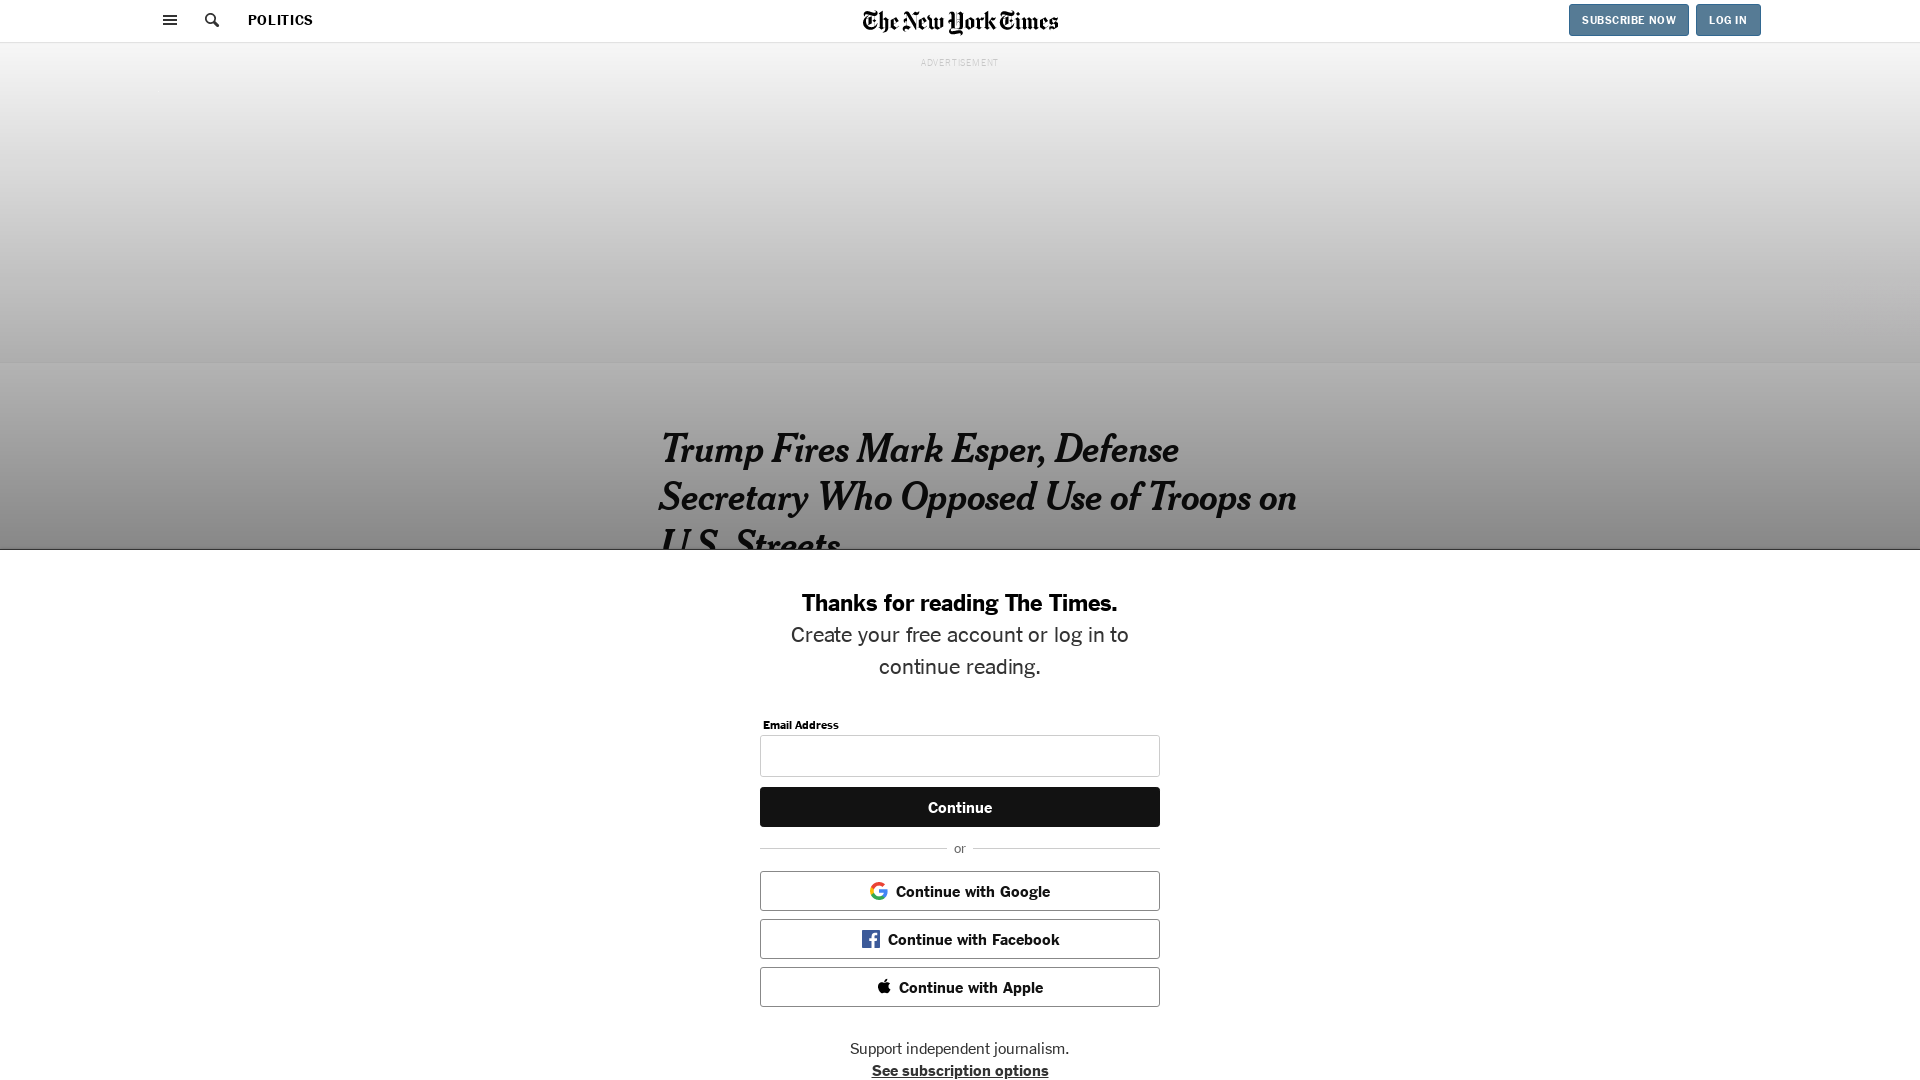 POLITICS
The New York Times
SUBSCRIBE NOW
LOG IN
ADVERTISEMENT
Trump Fires Mark Esper, Defense
Secretary Who Opposed Use of Troops on
U.S. Streets
Thanks for reading The Times.
Create your free account or log in to
continue reading.
Email Address
Continue
or
Continue with Google
Continue with Facebook
Continue with Apple
Support independent journalism.
See subscription options